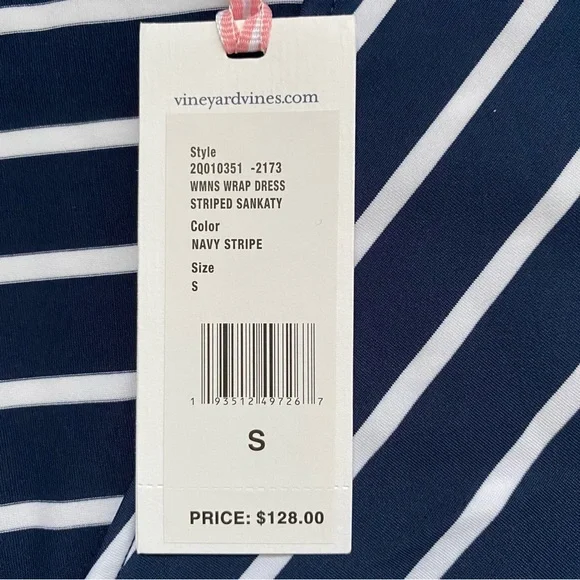 vineyardvines.com
Style
2Q010351 -2173
WMNS WRAP DRESS
STRIPED SANKATY
Color
NAVY STRIPE
Size
S
1 93512 49726 7
S
PRICE: $128.00